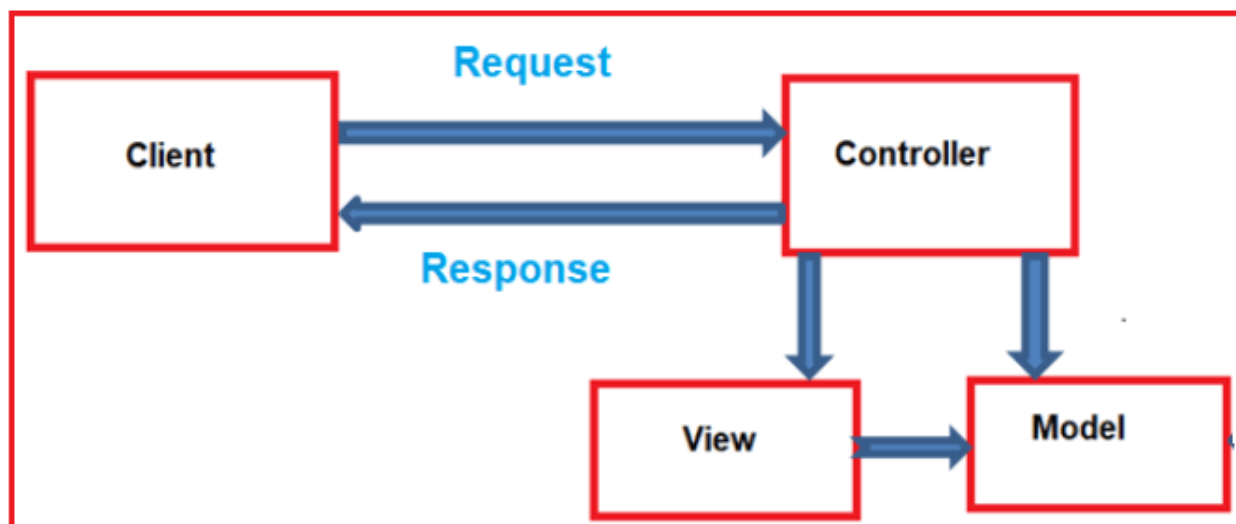 Request
Client
Controller
Response
View
Model